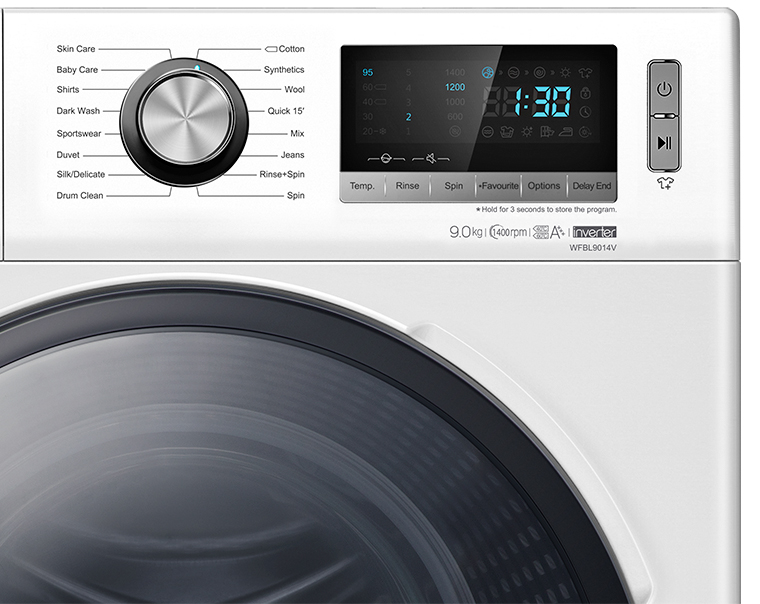 Skin Care
Baby Care
Shirts
Dark Wash
Sportswear
Duvet
Silk/Delicate
Drum Clean
Cotton
Synthetics
Wool
Quick 15'
Mix
Jeans
Rinse+Spin
Spin
95 5 1400
60 4 1200
40 3 1000
30 2 600
20 1
1:30
Temp. Rinse Spin •Favourite Options Delay End
*Hold for 3 seconds to store the program.
9.0kg | 1400rpm | A++ | inverter
WFBL9014V